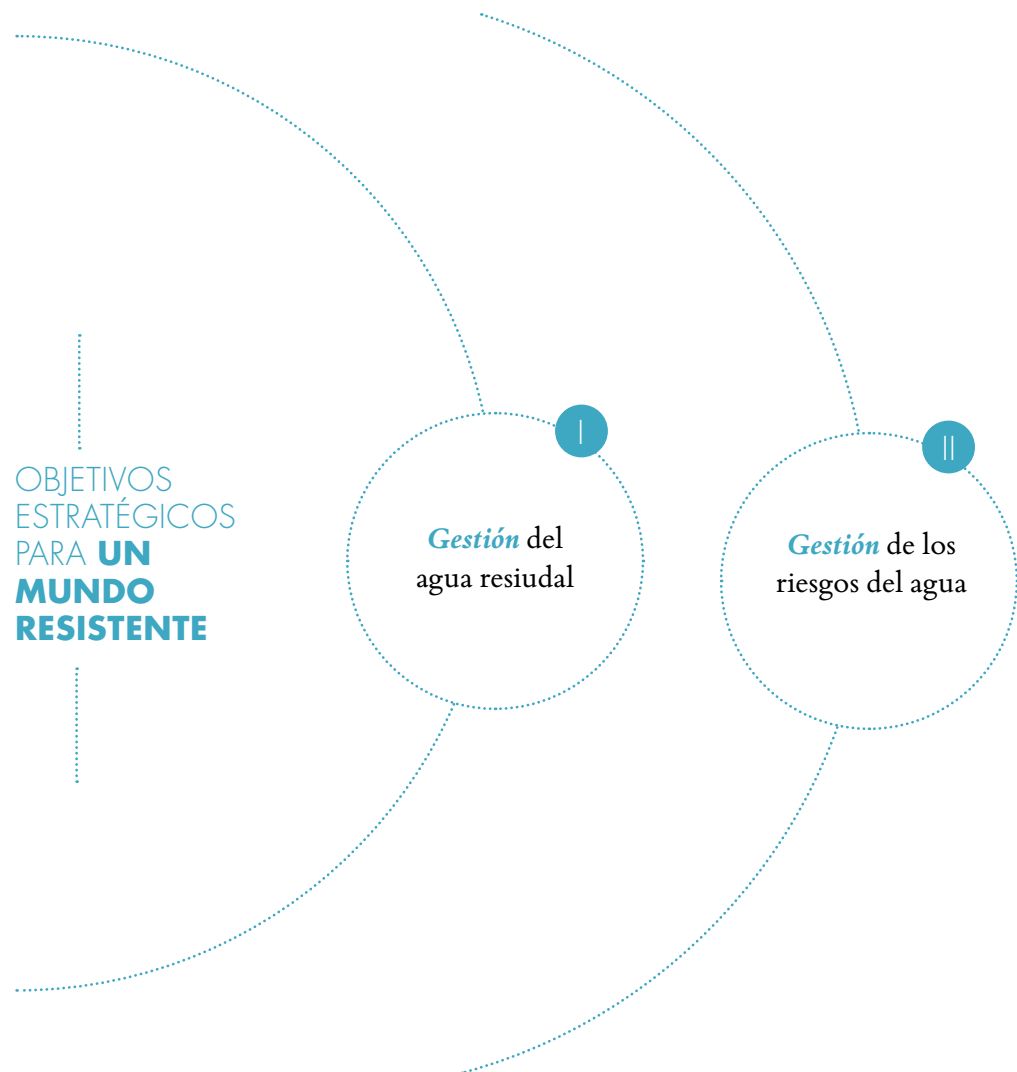 OBJETIVOS
ESTRATÉGICOS
PARA UN
MUNDO
RESISTENTE
I
Gestión del
agua resiudal
II
Gestión de los
riesgos del agua